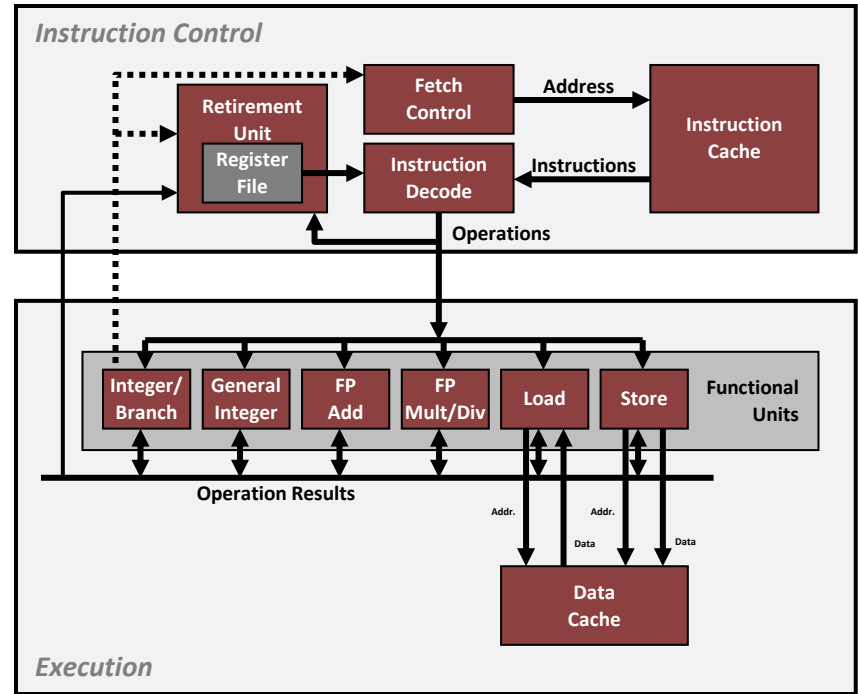 Instruction Control
Retirement
Unit
Register
File
Fetch
Control
Address
Instruction
Cache
Instruction
Decode
Instructions
Operations
Integer/
Branch
General
Integer
FP
Add
FP
Mult/Div
Load
Store
Functional
Units
Operation Results
Addr.
Data
Addr.
Data
Data
Cache
Execution